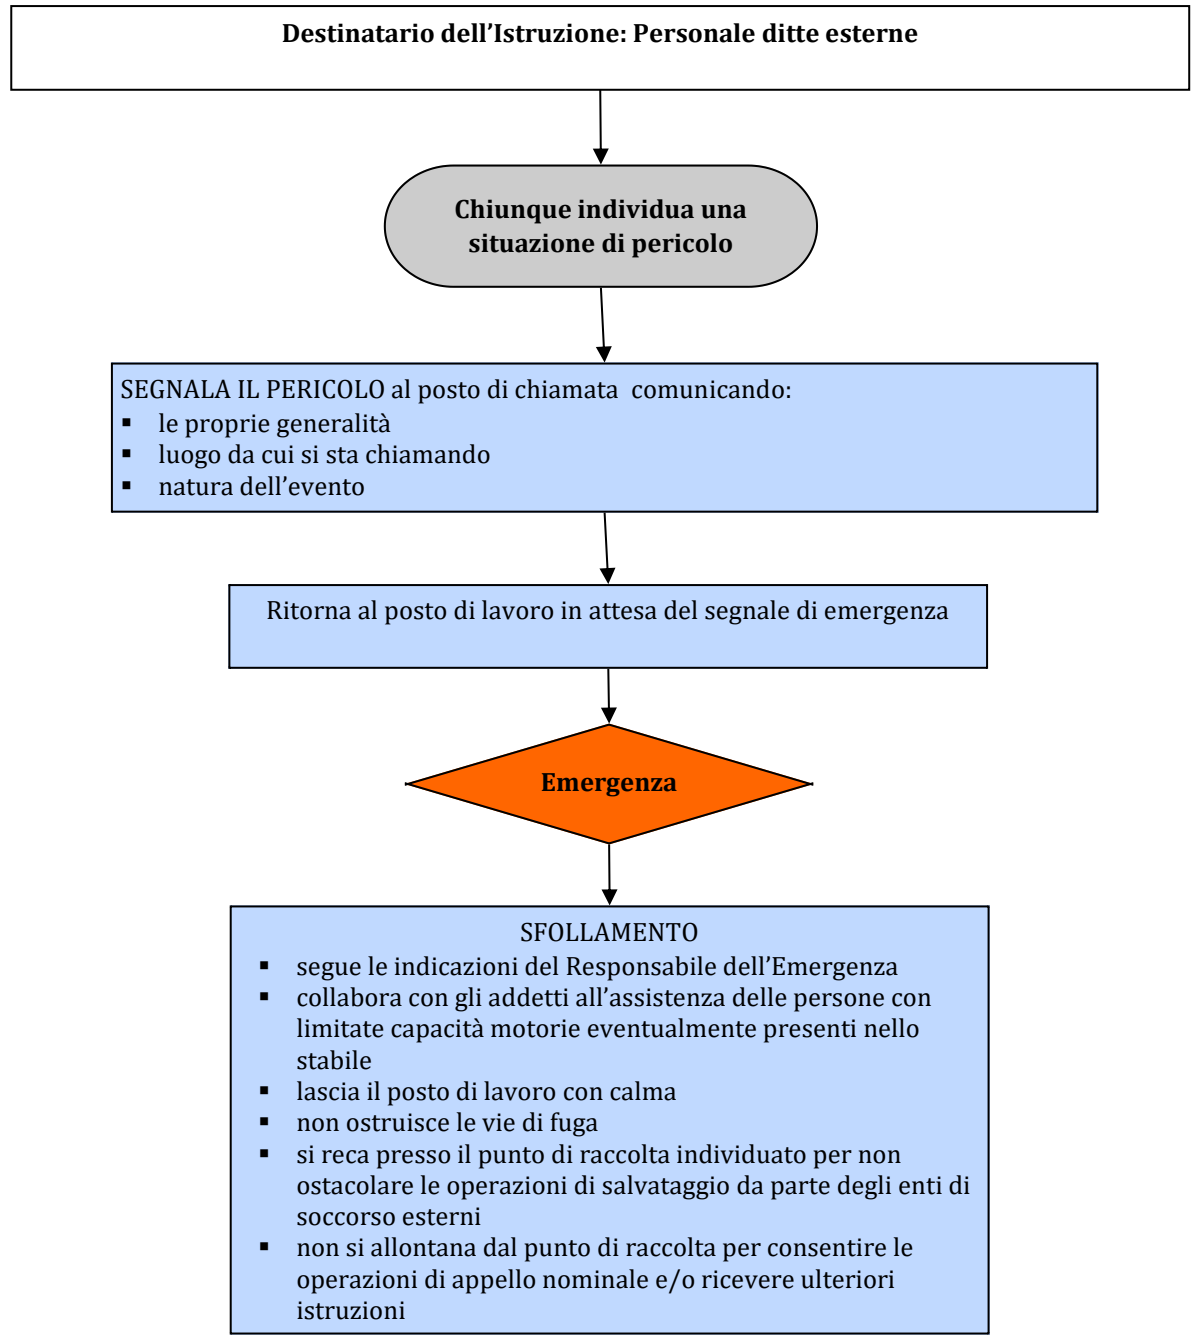 Destinatario dell’Istruzione: Personale ditte esterne
Chiunque individua una
situazione di pericolo
SEGNALA IL PERICOLO al posto di chiamata  comunicando:
▪ le proprie generalità
▪ luogo da cui si sta chiamando
▪ natura dell’evento
Ritorna al posto di lavoro in attesa del segnale di emergenza
Emergenza
SFOLLAMENTO
▪ segue le indicazioni del Responsabile dell’Emergenza
▪ collabora con gli addetti all’assistenza delle persone con
limitate capacità motorie eventualmente presenti nello
stabile
▪ lascia il posto di lavoro con calma
▪ non ostruisce le vie di fuga
▪ si reca presso il punto di raccolta individuato per non
ostacolare le operazioni di salvataggio da parte degli enti di
soccorso esterni
▪ non si allontana dal punto di raccolta per consentire le
operazioni di appello nominale e/o ricevere ulteriori
istruzioni